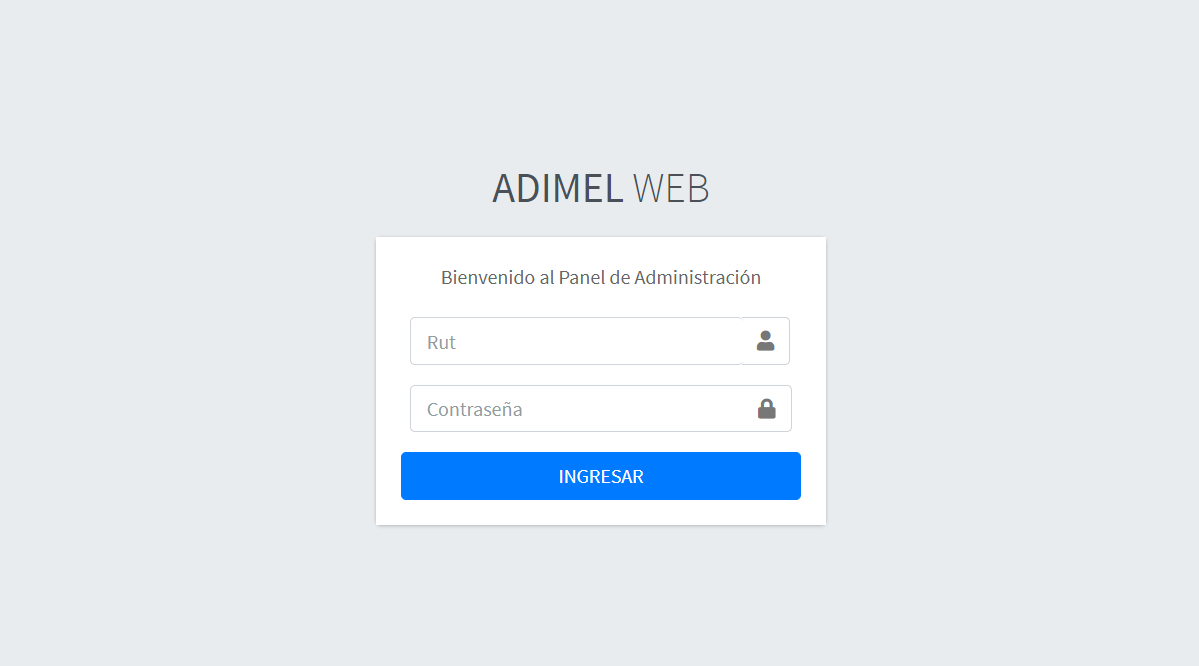 ADIMEL WEB
Bienvenido al Panel de Administración
Rut
Contraseña
INGRESAR